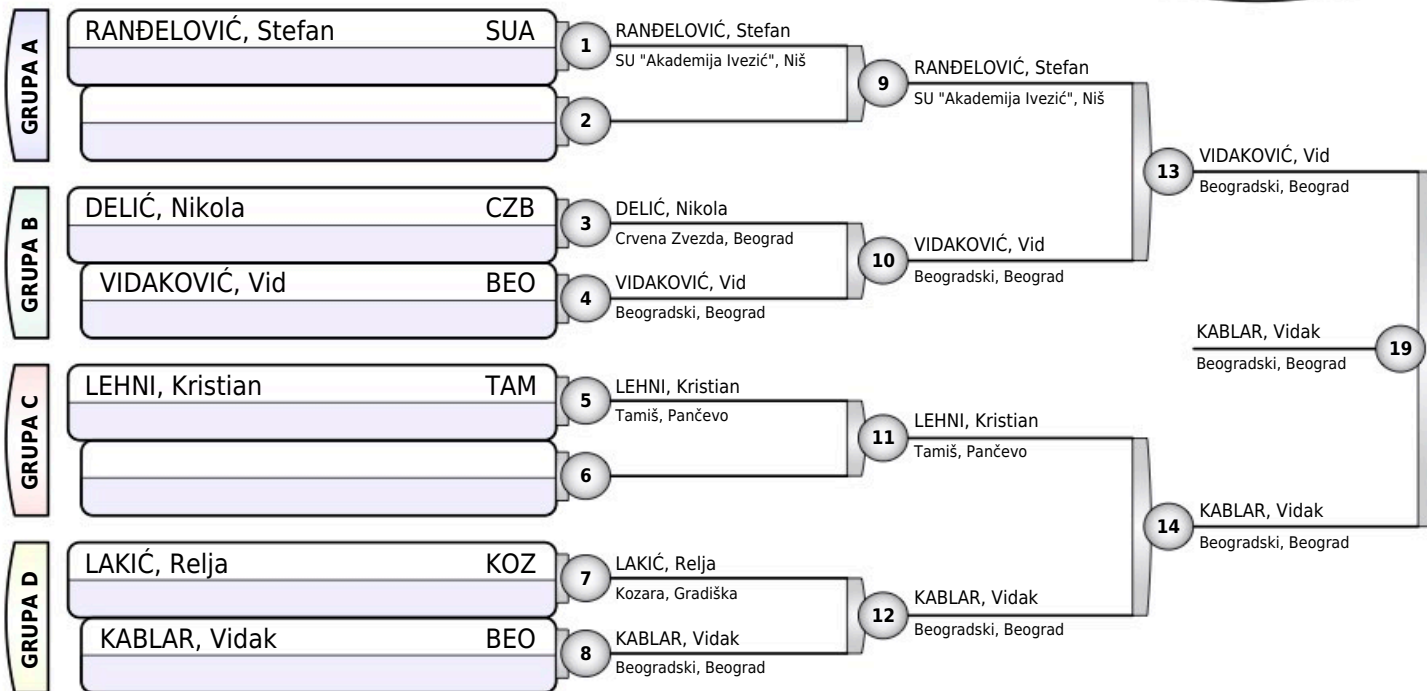 GRUPA A
RANĐELOVIĆ, Stefan SUA
1
RANĐELOVIĆ, Stefan
SU "Akademija Ivezić", Niš
2
9
RANĐELOVIĆ, Stefan
SU "Akademija Ivezić", Niš
GRUPA B
DELIĆ, Nikola CZB
3
DELIĆ, Nikola
Crvena Zvezda, Beograd
VIDAKOVIĆ, Vid BEO
4
VIDAKOVIĆ, Vid
Beogradski, Beograd
10
VIDAKOVIĆ, Vid
Beogradski, Beograd
13
VIDAKOVIĆ, Vid
Beogradski, Beograd
GRUPA C
LEHNI, Kristian TAM
5
LEHNI, Kristian
Tamiš, Pančevo
6
11
LEHNI, Kristian
Tamiš, Pančevo
GRUPA D
LAKIĆ, Relja KOZ
7
LAKIĆ, Relja
Kozara, Gradiška
KABLAR, Vidak BEO
8
KABLAR, Vidak
Beogradski, Beograd
12
KABLAR, Vidak
Beogradski, Beograd
14
KABLAR, Vidak
Beogradski, Beograd
KABLAR, Vidak
Beogradski, Beograd
19